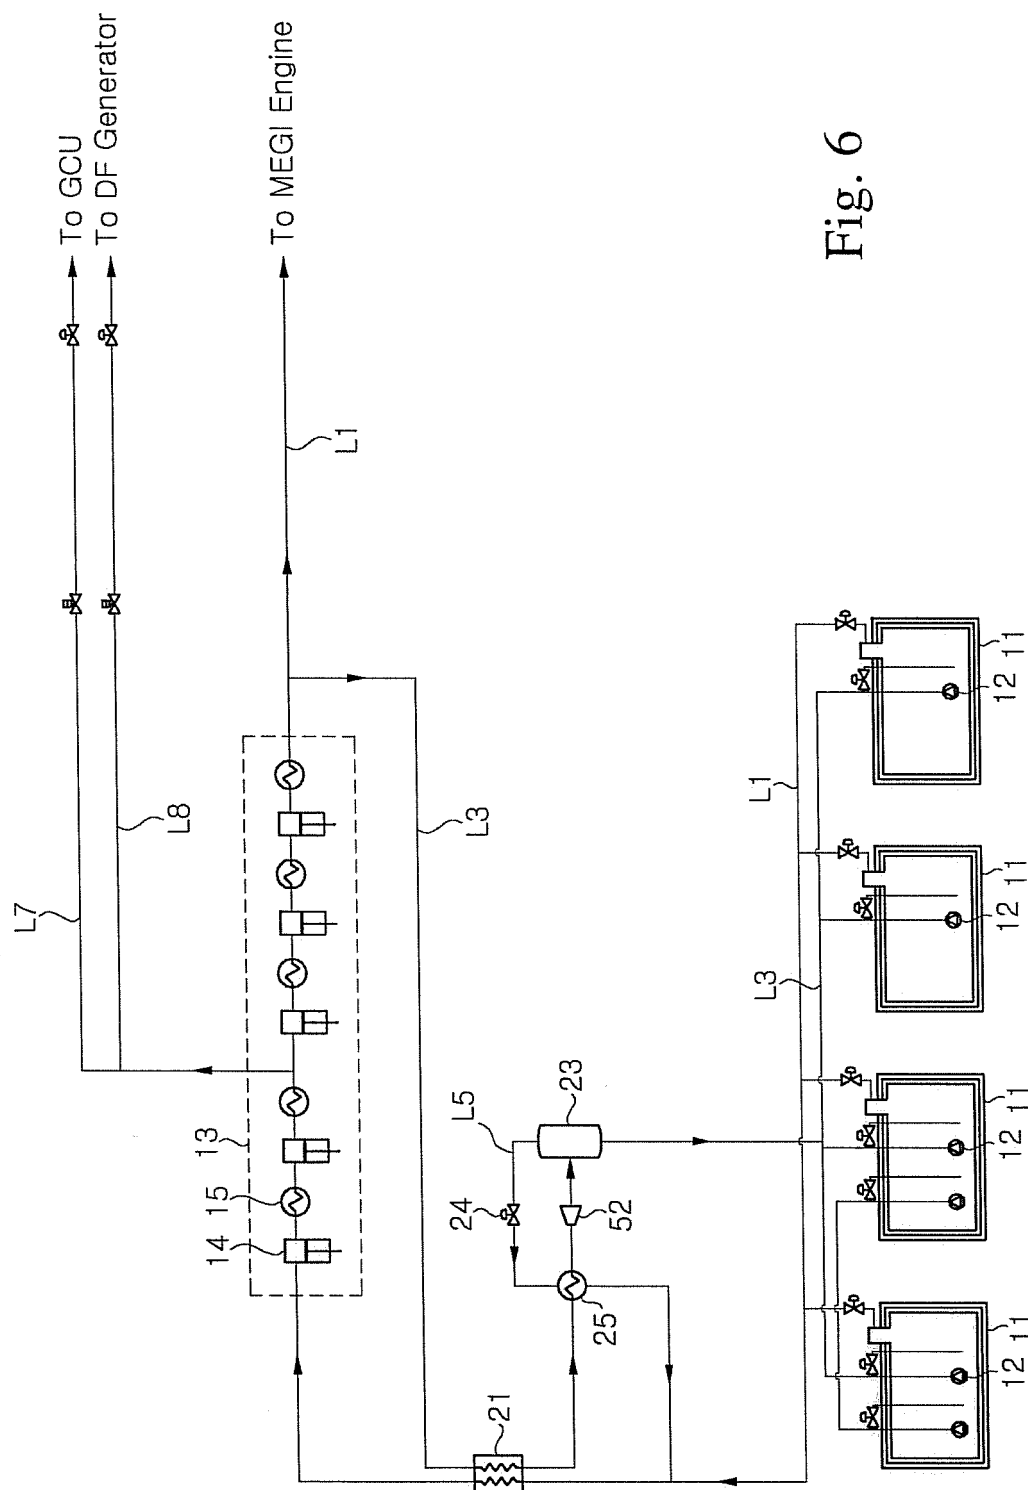 To GCU
To DF Generator
To MEGI Engine
L7
L8
L1
13
15
14
L3
L5
23
24
52
25
21
L1
L3
11
12
11
12
11
12
11
12
Fig. 6